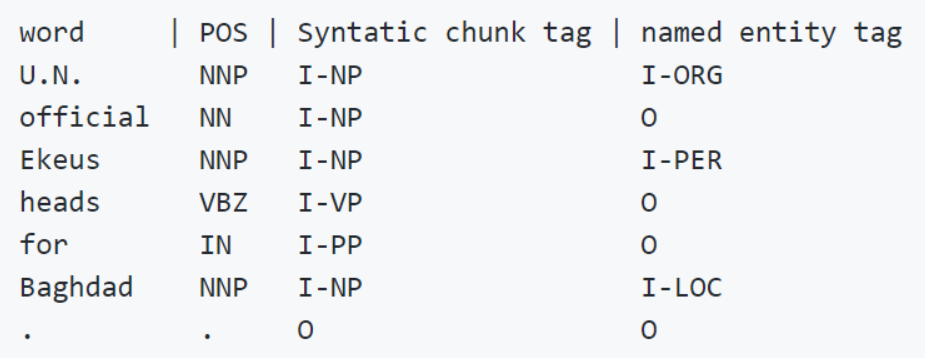 word | POS | Syntatic chunk tag | named entity tag
U.N. NNP I-NP I-ORG
official NN I-NP O
Ekeus NNP I-NP I-PER
heads VBZ I-VP O
for IN I-PP O
Baghdad NNP I-NP I-LOC
. . O O